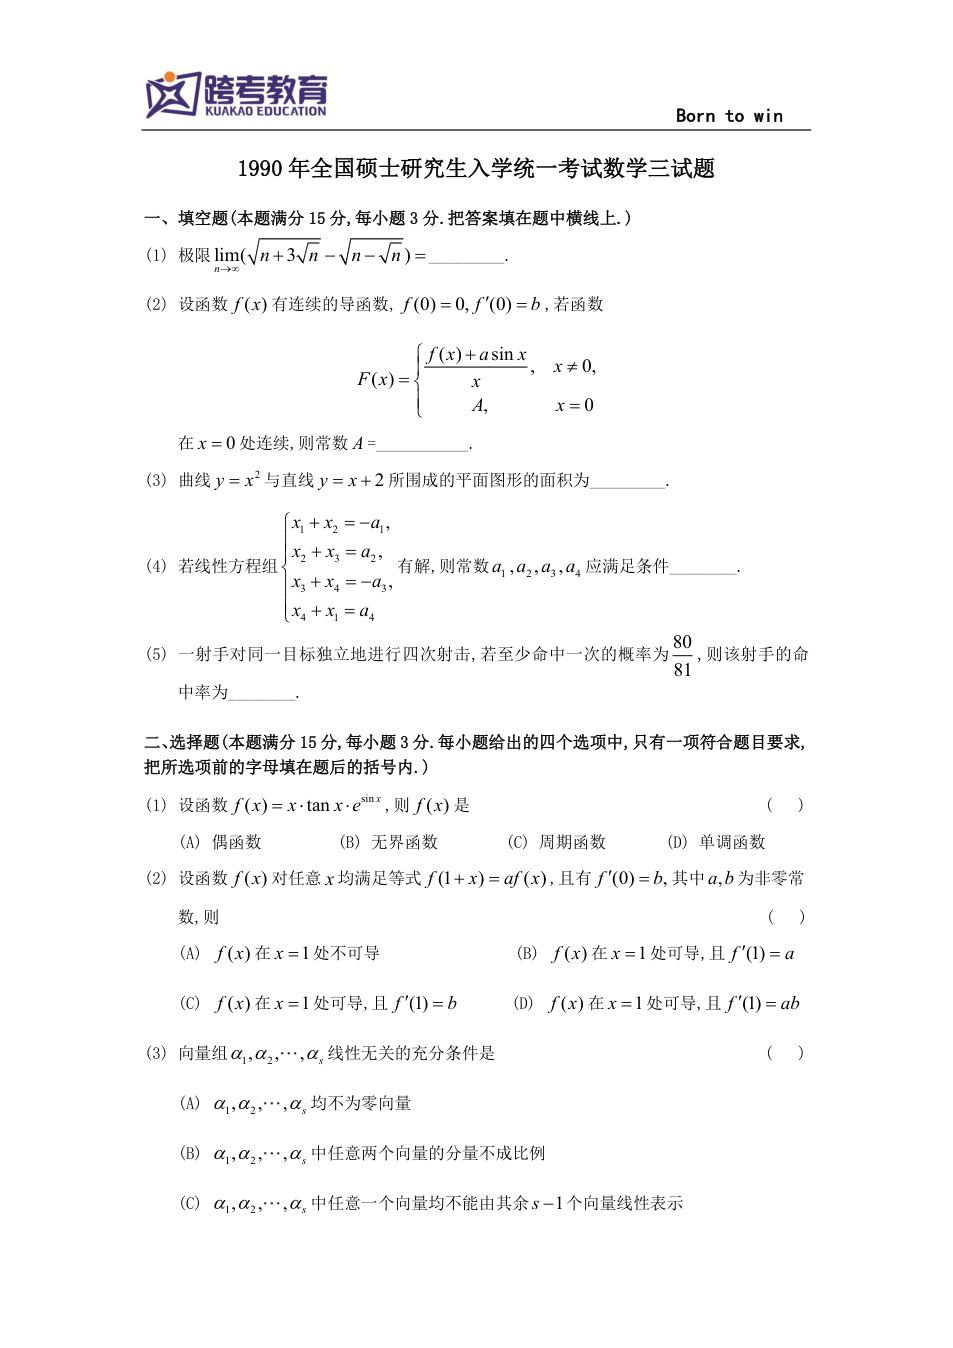 跨考教育
KUAKAO EDUCATION
Born to win
1990 年全国硕士研究生入学统一考试数学三试题
一、填空题(本题满分 15 分,每小题 3 分.把答案填在题中横线上.)
(1) 极限 lim_{n→∞}(√(n+3√n) − √(n−√n)) = _________.
(2) 设函数 f(x) 有连续的导函数, f(0) = 0, f′(0) = b ,若函数
F(x) = { (f(x) + a sin x)/x , x ≠ 0,
A, x = 0
在 x = 0 处连续,则常数 A =___________.
(3) 曲线 y = x² 与直线 y = x + 2 所围成的平面图形的面积为_________.
(4) 若线性方程组 { x₁ + x₂ = −a₁,
x₂ + x₃ = a₂,
x₃ + x₄ = −a₃,
x₄ + x₁ = a₄
有解,则常数 a₁, a₂, a₃, a₄ 应满足条件________.
(5) 一射手对同一目标独立地进行四次射击,若至少命中一次的概率为 80/81 ,则该射手的命
中率为________.
二、选择题(本题满分 15 分,每小题 3 分.每小题给出的四个选项中,只有一项符合题目要求,
把所选项前的字母填在题后的括号内.)
(1) 设函数 f(x) = x · tan x · e^{sin x} ,则 f(x) 是 ( )
(A) 偶函数 (B) 无界函数 (C) 周期函数 (D) 单调函数
(2) 设函数 f(x) 对任意 x 均满足等式 f(1 + x) = af(x) ,且有 f′(0) = b, 其中 a,b 为非零常
数,则 ( )
(A) f(x) 在 x = 1 处不可导 (B) f(x) 在 x = 1 处可导,且 f′(1) = a
(C) f(x) 在 x = 1 处可导,且 f′(1) = b (D) f(x) 在 x = 1 处可导,且 f′(1) = ab
(3) 向量组 α₁,α₂,⋯,αₛ 线性无关的充分条件是 ( )
(A) α₁,α₂,⋯,αₛ 均不为零向量
(B) α₁,α₂,⋯,αₛ 中任意两个向量的分量不成比例
(C) α₁,α₂,⋯,αₛ 中任意一个向量均不能由其余 s −1 个向量线性表示